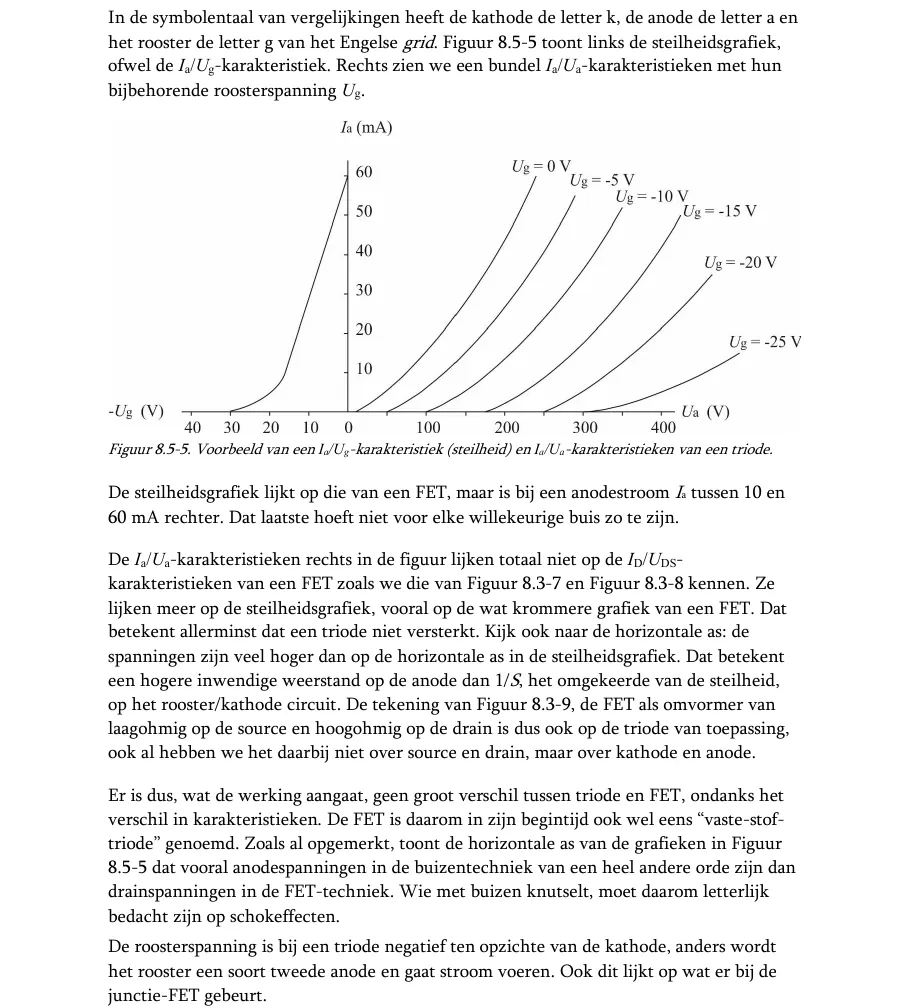 In de symbolentaal van vergelijkingen heeft de kathode de letter k, de anode de letter a en
het rooster de letter g van het Engelse grid. Figuur 8.5-5 toont links de steilheidsgrafiek,
ofwel de Ia/Ug-karakteristiek. Rechts zien we een bundel Ia/Ua-karakteristieken met hun
bijbehorende roosterspanning Ug.
Ia (mA)
60
50
40
30
20
10
Ug = 0 V
Ug = -5 V
Ug = -10 V
Ug = -15 V
Ug = -20 V
Ug = -25 V
-Ug (V)
40 30 20 10 0 100 200 300 400
Ua (V)
Figuur 8.5-5. Voorbeeld van een Ia/Ug-karakteristiek (steilheid) en Ia/Ua-karakteristieken van een triode.
De steilheidsgrafiek lijkt op die van een FET, maar is bij een anodestroom Ia tussen 10 en
60 mA rechter. Dat laatste hoeft niet voor elke willekeurige buis zo te zijn.
De Ia/Ua-karakteristieken rechts in de figuur lijken totaal niet op de ID/UDS-
karakteristieken van een FET zoals we die van Figuur 8.3-7 en Figuur 8.3-8 kennen. Ze
lijken meer op de steilheidsgrafiek, vooral op de wat krommere grafiek van een FET. Dat
betekent allerminst dat een triode niet versterkt. Kijk ook naar de horizontale as: de
spanningen zijn veel hoger dan op de horizontale as in de steilheidsgrafiek. Dat betekent
een hogere inwendige weerstand op de anode dan 1/S, het omgekeerde van de steilheid,
op het rooster/kathode circuit. De tekening van Figuur 8.3-9, de FET als omvormer van
laagohmig op de source en hoogohmig op de drain is dus ook op de triode van toepassing,
ook al hebben we het daarbij niet over source en drain, maar over kathode en anode.
Er is dus, wat de werking aangaat, geen groot verschil tussen triode en FET, ondanks het
verschil in karakteristieken. De FET is daarom in zijn begintijd ook wel eens “vaste-stof-
triode” genoemd. Zoals al opgemerkt, toont de horizontale as van de grafieken in Figuur
8.5-5 dat vooral anodespanningen in de buizentechniek van een heel andere orde zijn dan
drainspanningen in de FET-techniek. Wie met buizen knutselt, moet daarom letterlijk
bedacht zijn op schokeffecten.
De roosterspanning is bij een triode negatief ten opzichte van de kathode, anders wordt
het rooster een soort tweede anode en gaat stroom voeren. Ook dit lijkt op wat er bij de
junctie-FET gebeurt.